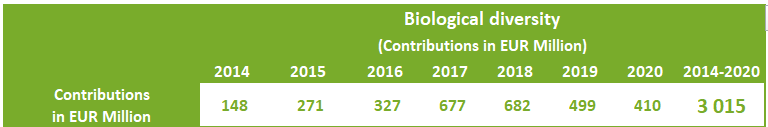 Biological diversity
(Contributions in EUR Million)
2014 2015 2016 2017 2018 2019 2020 2014-2020
Contributions
in EUR Million
148 271 327 677 682 499 410 3 015